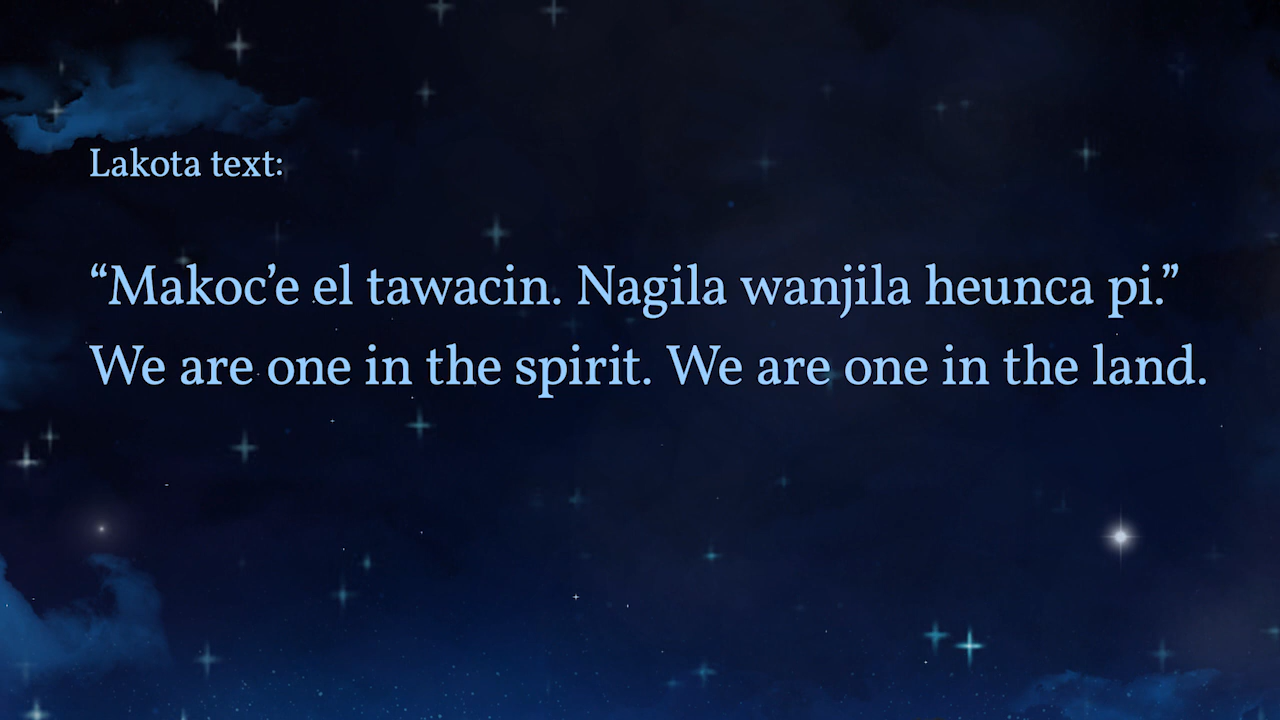 Lakota text:
“Makoc’e el tawacin. Nagila wanjila heunca pi.”
We are one in the spirit. We are one in the land.